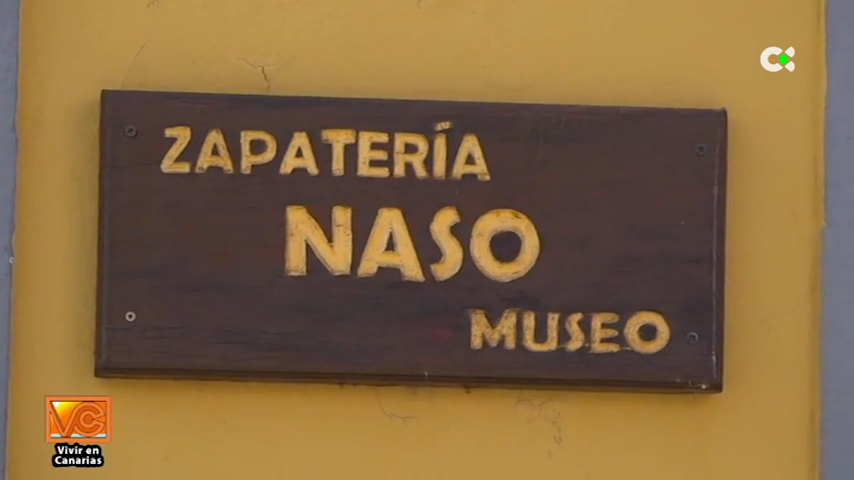 ZAPATERÍA
NASO
MUSEO
VC
Vivir en
Canarias